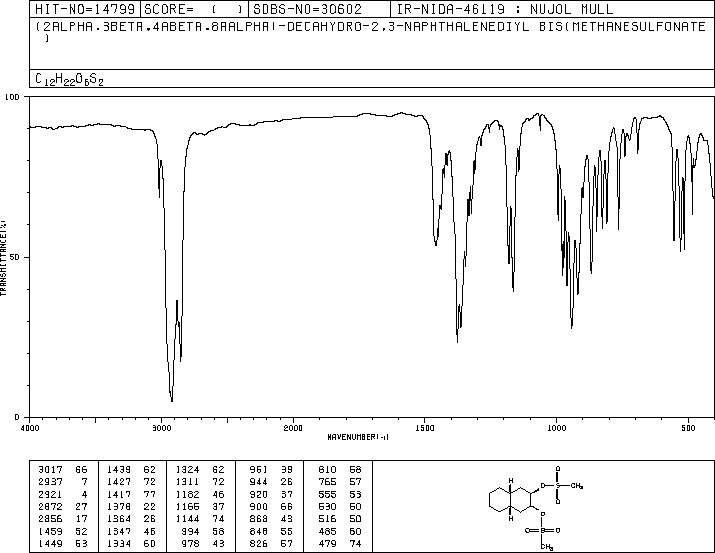 HIT-NO=14799 SCORE= ( ) SDBS-NO=30602 IR-NIDA-46119 : NUJOL MULL
(2ALPHA,3BETA,4ABETA,8AALPHA)-DECAHYDRO-2,3-NAPHTHALENEDIYL BIS(METHANESULFONATE
)
C12H22O6S2
100
50
0
TRANSMITTANCE(%)
4000 3000 2000 1500 1000 500
WAVENUMBER(-1)
3017 66 1439 62 1324 62 961 39 810 58
2937 7 1427 72 1311 72 944 26 765 57
2921 4 1417 77 1182 46 920 37 555 53
2872 27 1378 22 1166 37 900 66 530 50
2856 17 1364 26 1144 74 868 43 516 50
1459 52 1347 46 994 58 848 55 485 60
1449 63 1334 60 978 43 826 57 479 74
H
O S CH3
O
O
H
O
O S O
CH3